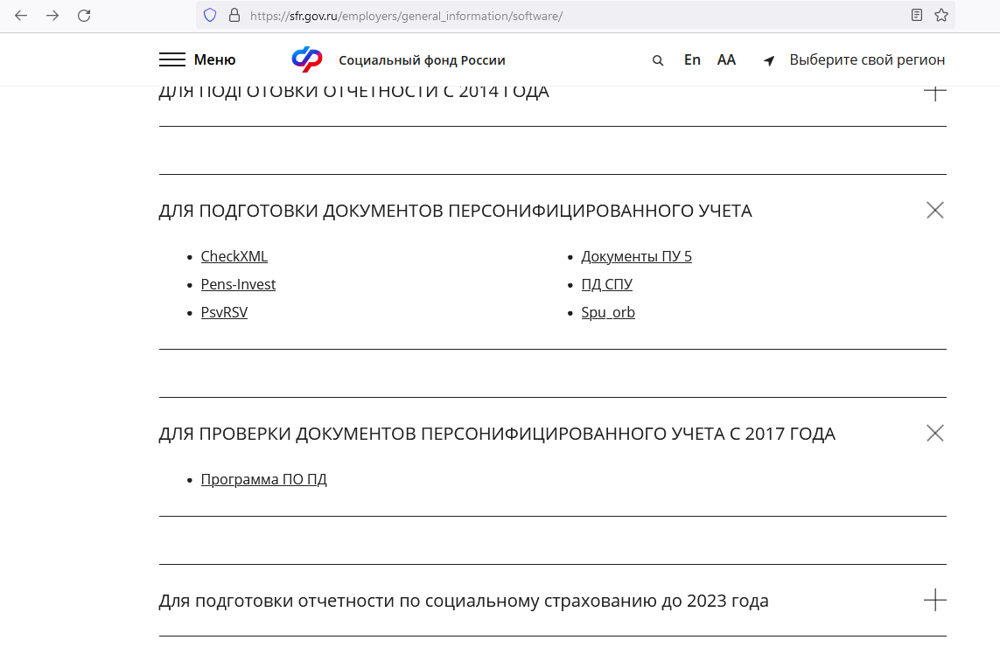 https://sfr.gov.ru/employers/general_information/software/
Меню
Социальный фонд России
En
АА
Выберите свой регион
ДЛЯ ПОДГОТОВКИ ОТЧЕТНОСТИ С 2014 ГОДА
ДЛЯ ПОДГОТОВКИ ДОКУМЕНТОВ ПЕРСОНИФИЦИРОВАННОГО УЧЕТА
CheckXML
Pens-Invest
PsvRSV
Документы ПУ 5
ПД СПУ
Spu_orb
ДЛЯ ПРОВЕРКИ ДОКУМЕНТОВ ПЕРСОНИФИЦИРОВАННОГО УЧЕТА С 2017 ГОДА
Программа ПО ПД
Для подготовки отчетности по социальному страхованию до 2023 года